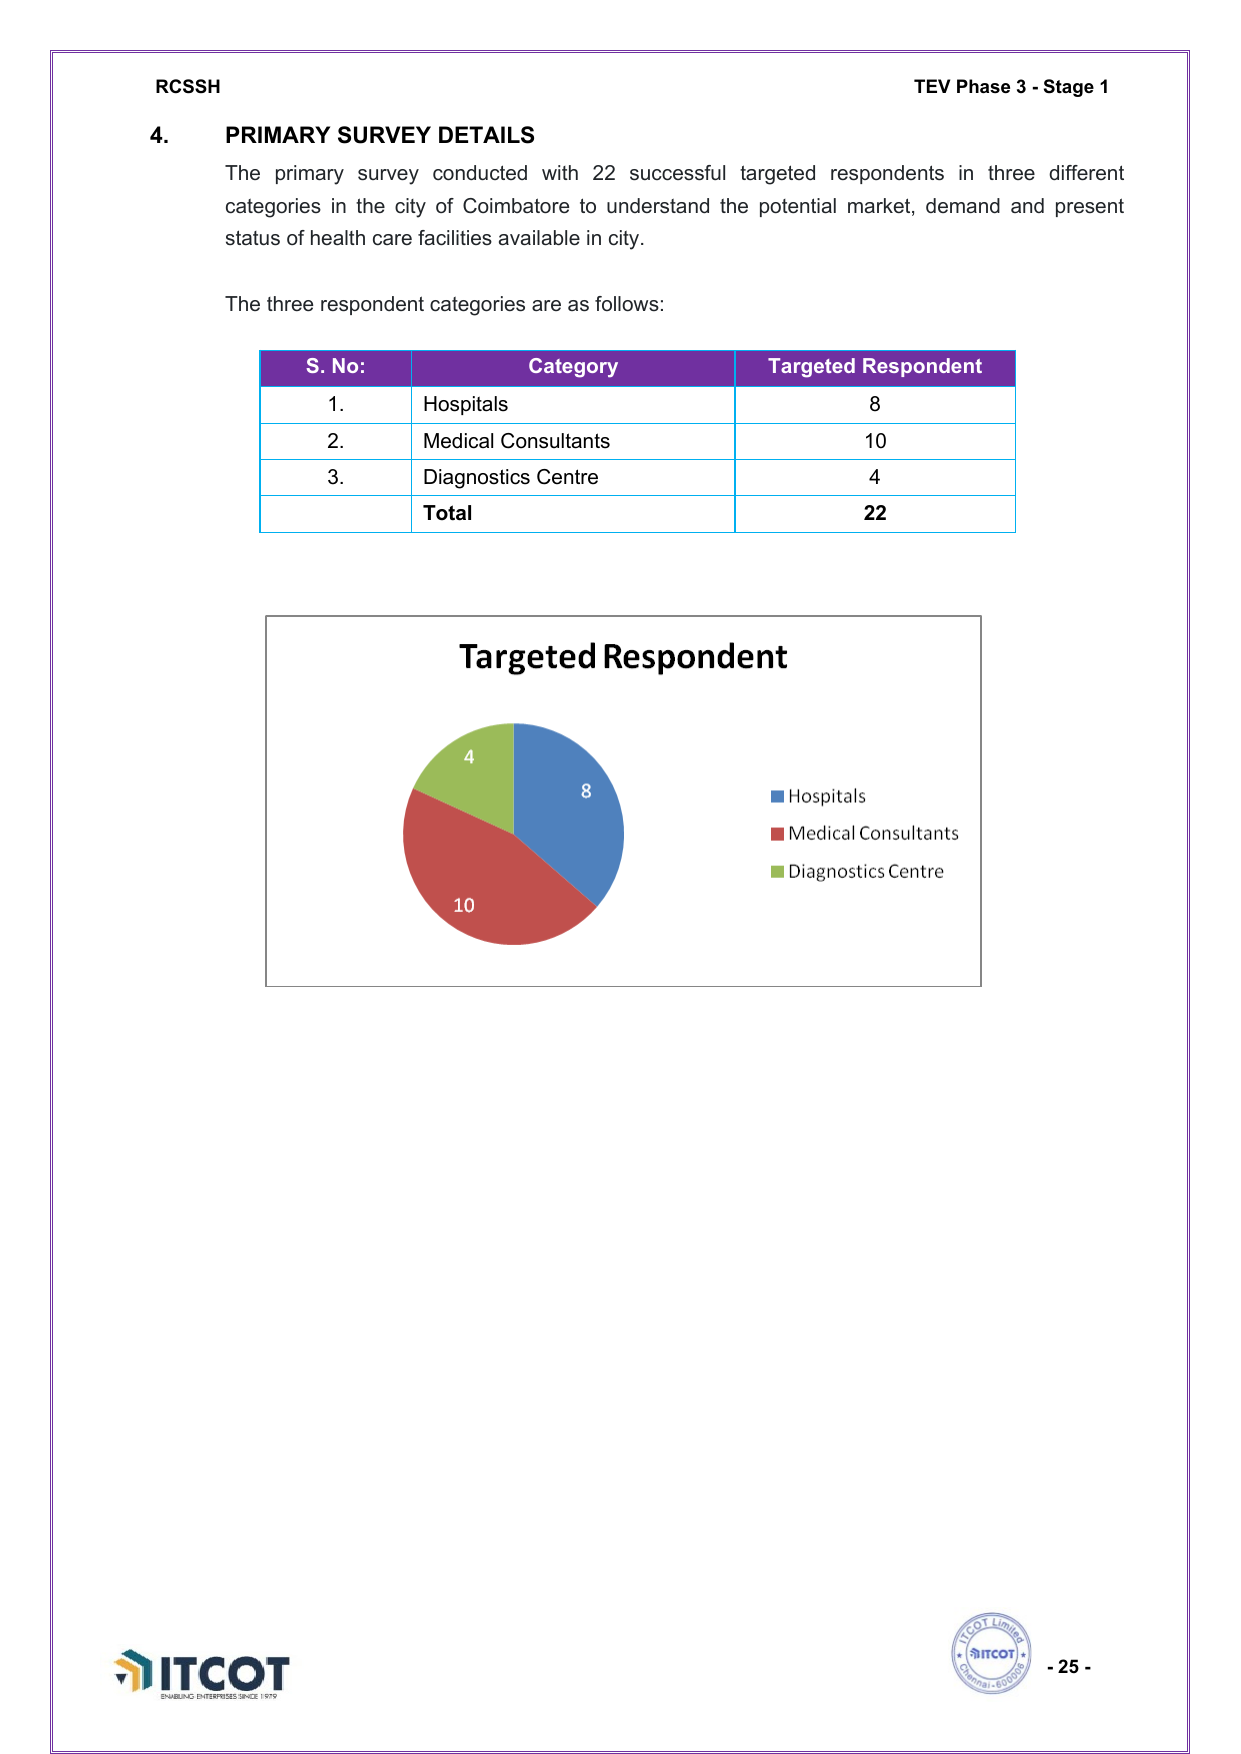 RCSSH TEV Phase 3 - Stage 1
4. PRIMARY SURVEY DETAILS
The primary survey conducted with 22 successful targeted respondents in three different
categories in the city of Coimbatore to understand the potential market, demand and present
status of health care facilities available in city.
The three respondent categories are as follows:
S. No: Category Targeted Respondent
1. Hospitals 8
2. Medical Consultants 10
3. Diagnostics Centre 4
Total 22
Targeted Respondent
4
8
10
Hospitals
Medical Consultants
Diagnostics Centre
ITCOT
ENABLING ENTERPRISES SINCE 1979
ITCOT Limited
ITCOT
Chennai-600006
- 25 -